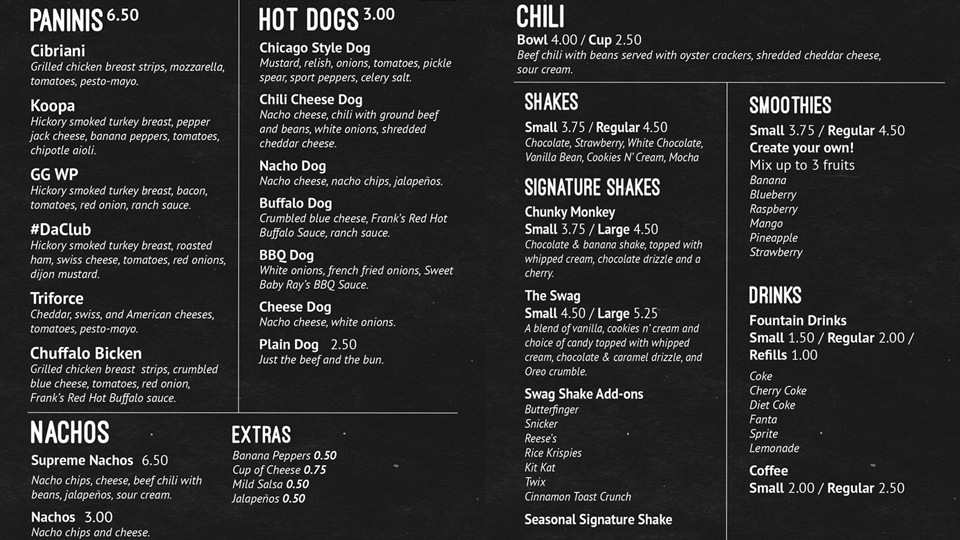 PANINIS 6.50
Cibriani
Grilled chicken breast strips, mozzarella,
tomatoes, pesto-mayo.
Koopa
Hickory smoked turkey breast, pepper
jack cheese, banana peppers, tomatoes,
chipotle aioli.
GG WP
Hickory smoked turkey breast, bacon,
tomatoes, red onion, ranch sauce.
#DaClub
Hickory smoked turkey breast, roasted
ham, swiss cheese, tomatoes, red onions,
dijon mustard.
Triforce
Cheddar, swiss, and American cheeses,
tomatoes, pesto-mayo.
Chuffalo Bicken
Grilled chicken breast strips, crumbled
blue cheese, tomatoes, red onion,
Frank's Red Hot Buffalo sauce.
HOT DOGS 3.00
Chicago Style Dog
Mustard, relish, onions, tomatoes, pickle
spear, sport peppers, celery salt.
Chili Cheese Dog
Nacho cheese, chili with ground beef
and beans, white onions, shredded
cheddar cheese.
Nacho Dog
Nacho cheese, nacho chips, jalapeños.
Buffalo Dog
Crumbled blue cheese, Frank's Red Hot
Buffalo Sauce, ranch sauce.
BBQ Dog
White onions, french fried onions, Sweet
Baby Ray's BBQ Sauce.
Cheese Dog
Nacho cheese, white onions.
Plain Dog 2.50
Just the beef and the bun.
NACHOS
Supreme Nachos 6.50
Nacho chips, cheese, beef chili with
beans, jalapeños, sour cream.
Nachos 3.00
Nacho chips and cheese.
EXTRAS
Banana Peppers 0.50
Cup of Cheese 0.75
Mild Salsa 0.50
Jalapeños 0.50
CHILI
Bowl 4.00 / Cup 2.50
Beef chili with beans served with oyster crackers, shredded cheddar cheese,
sour cream.
SHAKES
Small 3.75 / Regular 4.50
Chocolate, Strawberry, White Chocolate,
Vanilla Bean, Cookies N' Cream, Mocha
SIGNATURE SHAKES
Chunky Monkey
Small 3.75 / Large 4.50
Chocolate & banana shake, topped with
whipped cream, chocolate drizzle and a
cherry.
The Swag
Small 4.50 / Large 5.25
A blend of vanilla, cookies n' cream and
choice of candy topped with whipped
cream, chocolate & caramel drizzle, and
Oreo crumble.
Swag Shake Add-ons
Butterfinger
Snicker
Reese's
Rice Krispies
Kit Kat
Twix
Cinnamon Toast Crunch
Seasonal Signature Shake
SMOOTHIES
Small 3.75 / Regular 4.50
Create your own!
Mix up to 3 fruits
Banana
Blueberry
Raspberry
Mango
Pineapple
Strawberry
DRINKS
Fountain Drinks
Small 1.50 / Regular 2.00 /
Refills 1.00
Coke
Cherry Coke
Diet Coke
Fanta
Sprite
Lemonade
Coffee
Small 2.00 / Regular 2.50